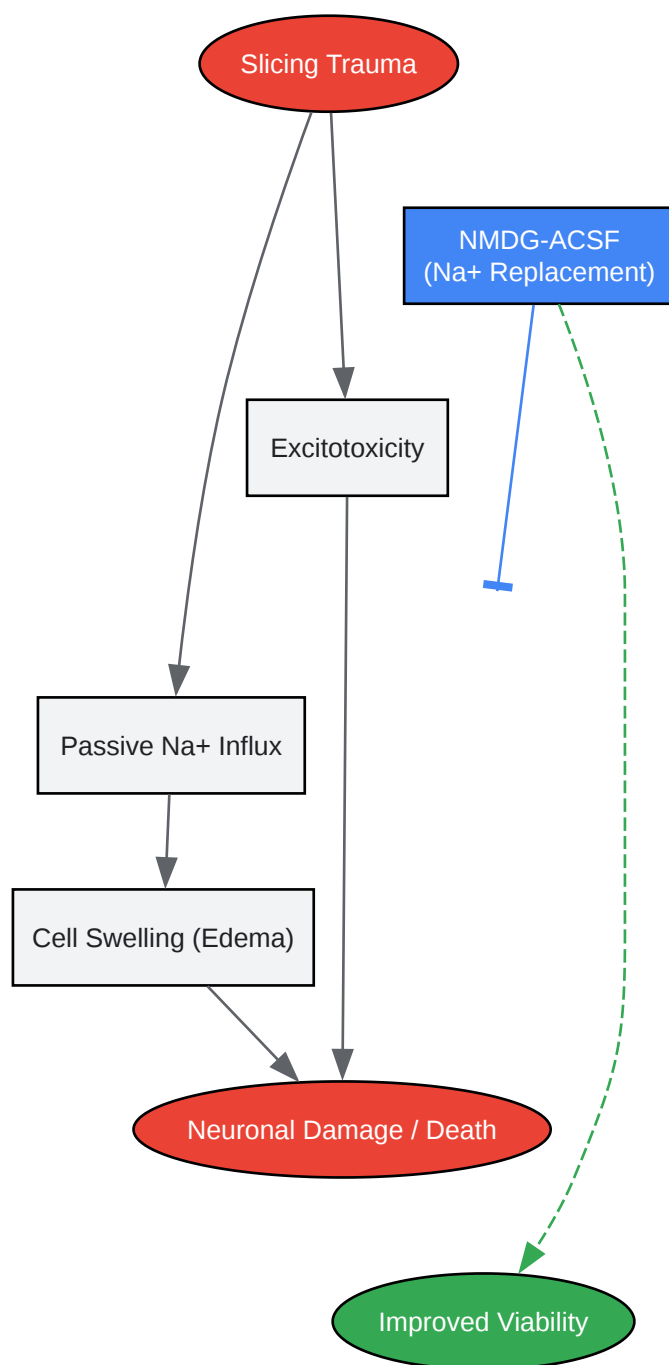 Slicing Trauma
NMDG-ACSF
(Na+ Replacement)
Excitotoxicity
Passive Na+ Influx
Cell Swelling (Edema)
Neuronal Damage / Death
Improved Viability